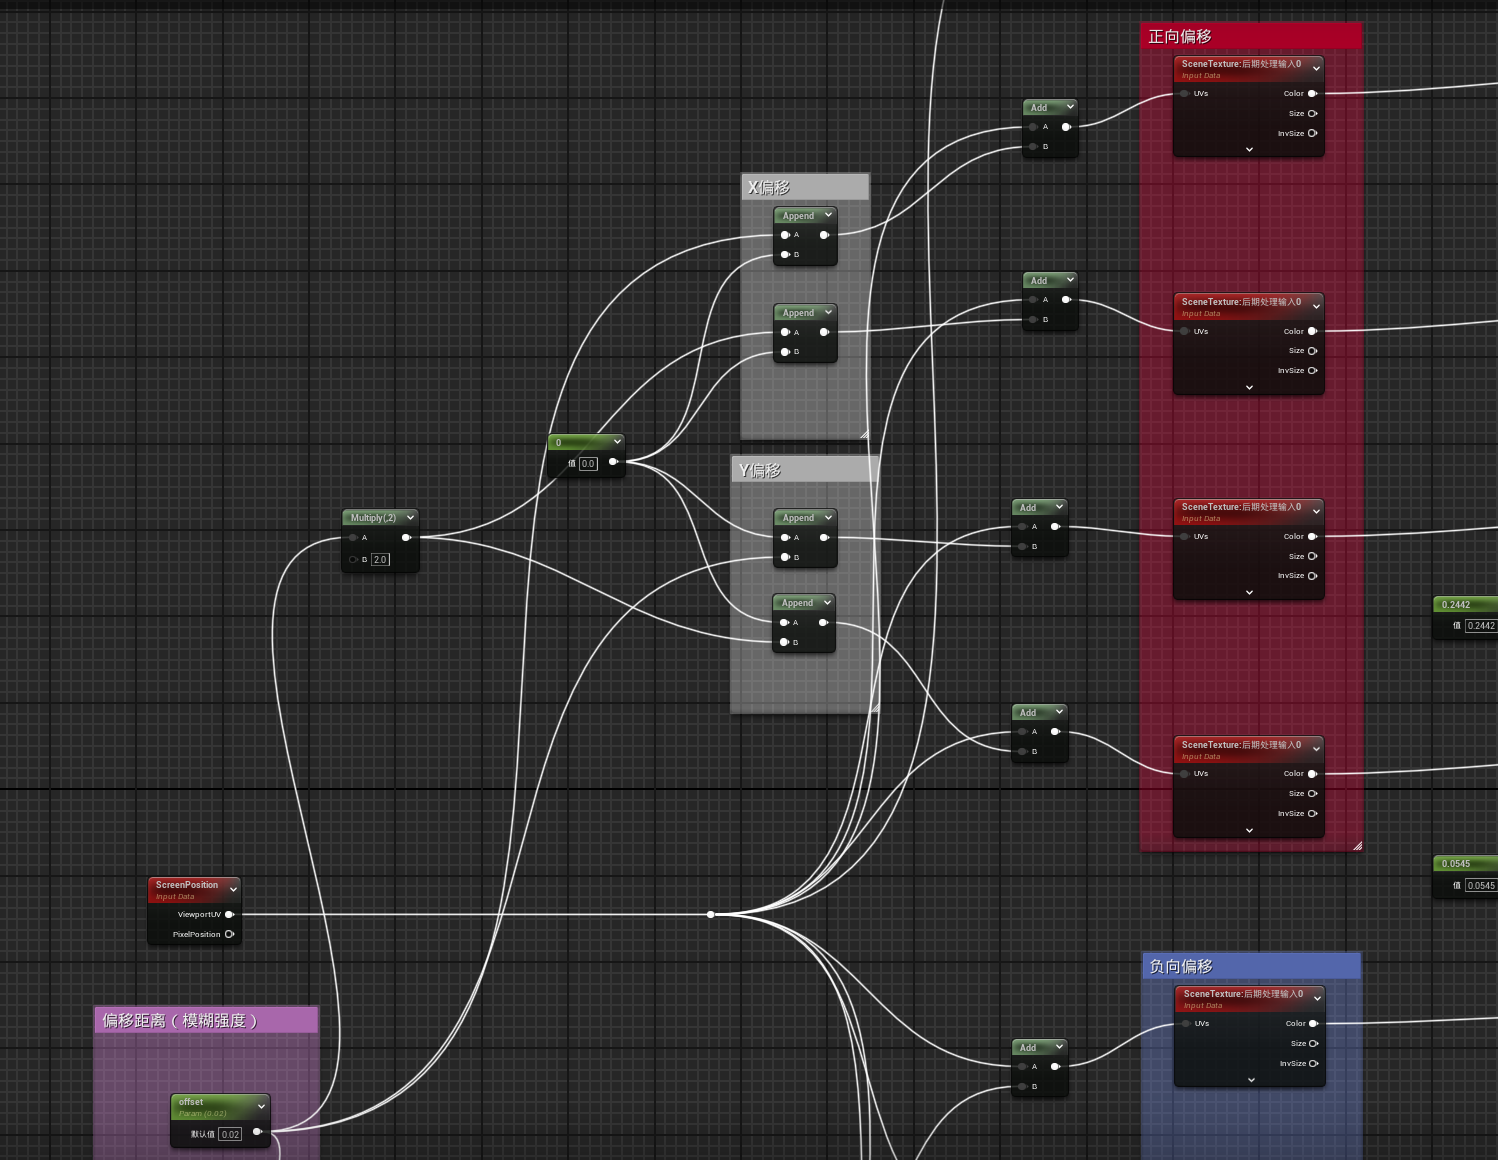 正向偏移
SceneTexture:后期处理输入0
Input Data
UVs
Color
Size
InvSize
Add
A
B
X偏移
Append
A
B
Append
A
B
Add
A
B
SceneTexture:后期处理输入0
Input Data
UVs
Color
Size
InvSize
0
值 0.0
Y偏移
Append
A
B
Append
A
B
Multiply(,2)
A
B 2.0
Add
A
B
SceneTexture:后期处理输入0
Input Data
UVs
Color
Size
InvSize
0.2442
值 0.2442
Add
A
B
SceneTexture:后期处理输入0
Input Data
UVs
Color
Size
InvSize
0.0545
值 0.0545
ScreenPosition
Input Data
ViewportUV
PixelPosition
负向偏移
SceneTexture:后期处理输入0
Input Data
UVs
Color
Size
InvSize
Add
A
B
偏移距离（模糊强度）
offset
Param (0.02)
默认值 0.02